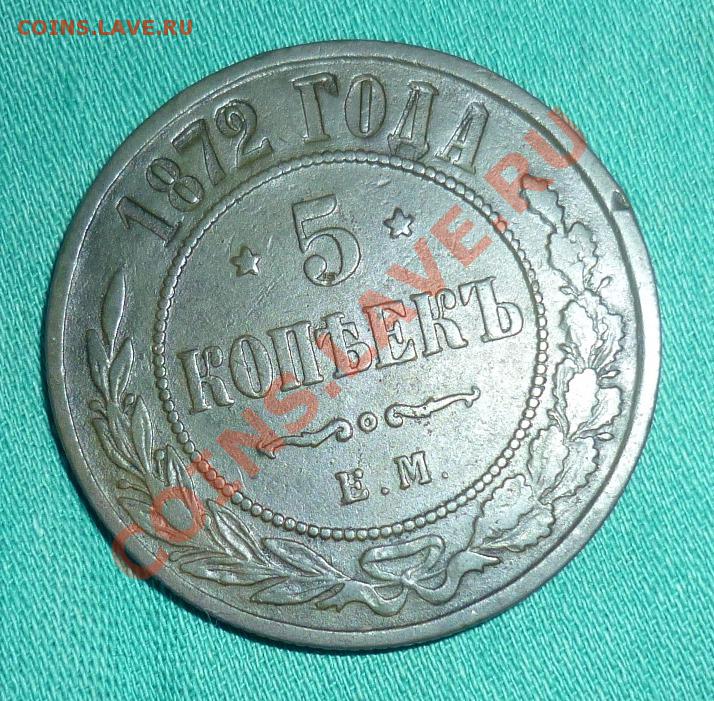 COINS.LAVE.RU
1872 ГОДА
5
КОПѢЕКЪ
Е.М.
COINS.LAVE.RU